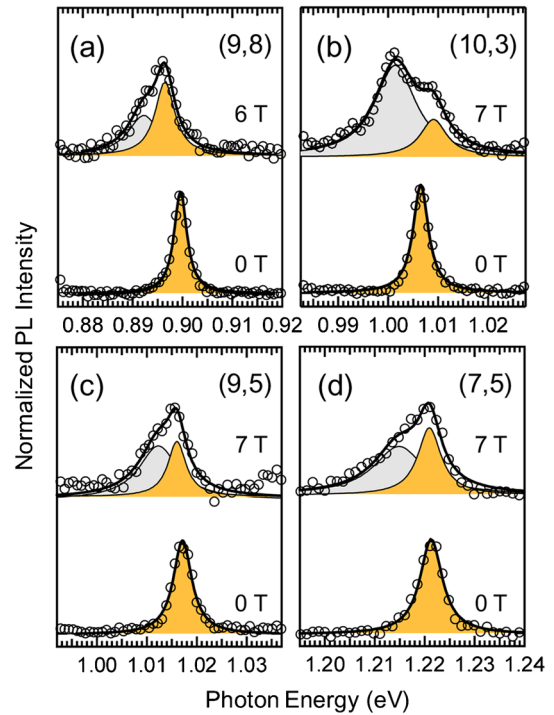 (a) (9,8)
6 T
0 T
0.88 0.89 0.90 0.91 0.92
(b) (10,3)
7 T
0 T
0.99 1.00 1.01 1.02
(c) (9,5)
7 T
0 T
1.00 1.01 1.02 1.03
(d) (7,5)
7 T
0 T
1.20 1.21 1.22 1.23 1.24
Normalized PL Intensity
Photon Energy (eV)